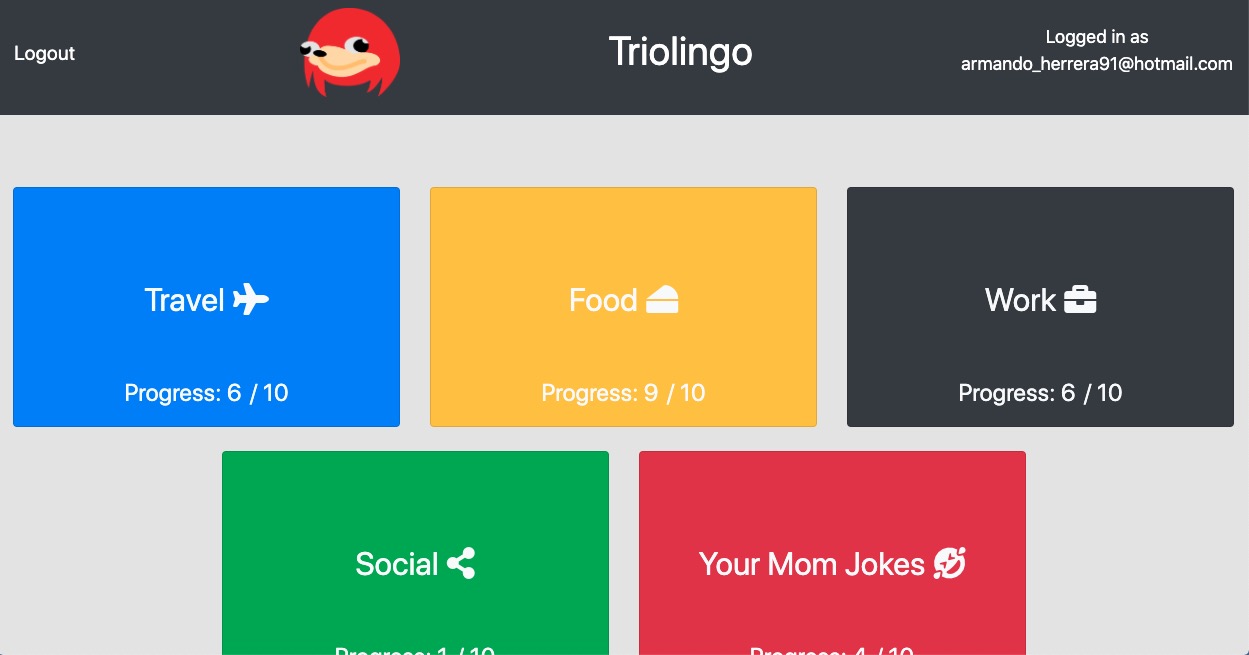 Logout
Triolingo
Logged in as
armando_herrera91@hotmail.com
Travel
Progress: 6 / 10
Food
Progress: 9 / 10
Work
Progress: 6 / 10
Social
Progress: 1 / 10
Your Mom Jokes
Progress: 4 / 10